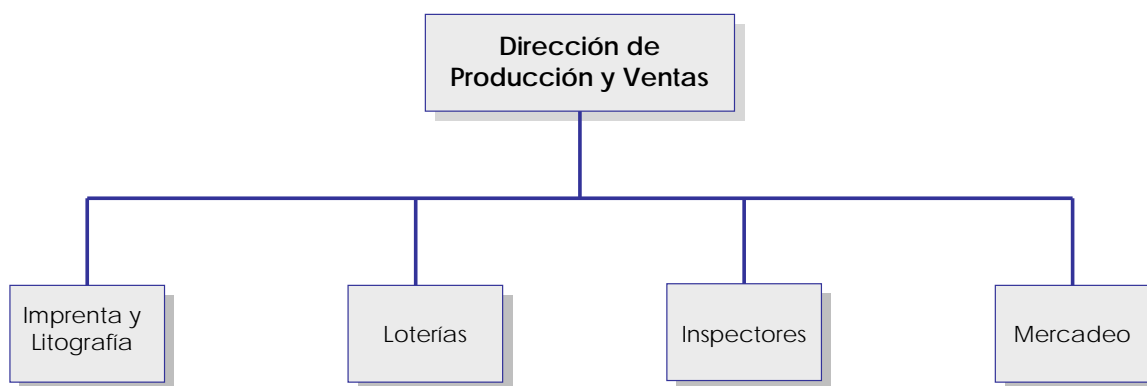 Dirección de
Producción y Ventas
Imprenta y
Litografía
Loterías
Inspectores
Mercadeo